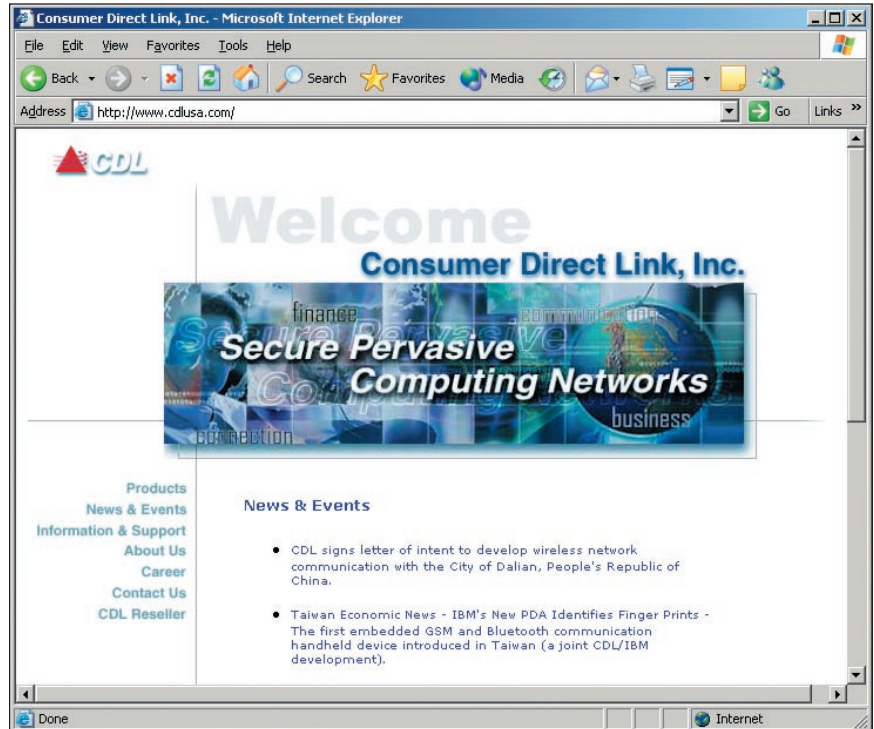 Consumer Direct Link, Inc. - Microsoft Internet Explorer
File Edit View Favorites Tools Help
Back Search Favorites Media
Address http://www.cdlusa.com/ Go Links »
CDL
Welcome
Consumer Direct Link, Inc.
finance communication
Secure Pervasive
Secure Pervasive
Computing Networks
Computing Networks
business
connection
Products
News & Events
Information & Support
About Us
Career
Contact Us
CDL Reseller
News & Events
• CDL signs letter of intent to develop wireless network
communication with the City of Dalian, People's Republic of
China.
• Taiwan Economic News - IBM's New PDA Identifies Finger Prints -
The first embedded GSM and Bluetooth communication
handheld device introduced in Taiwan (a joint CDL/IBM
development).
Done Internet